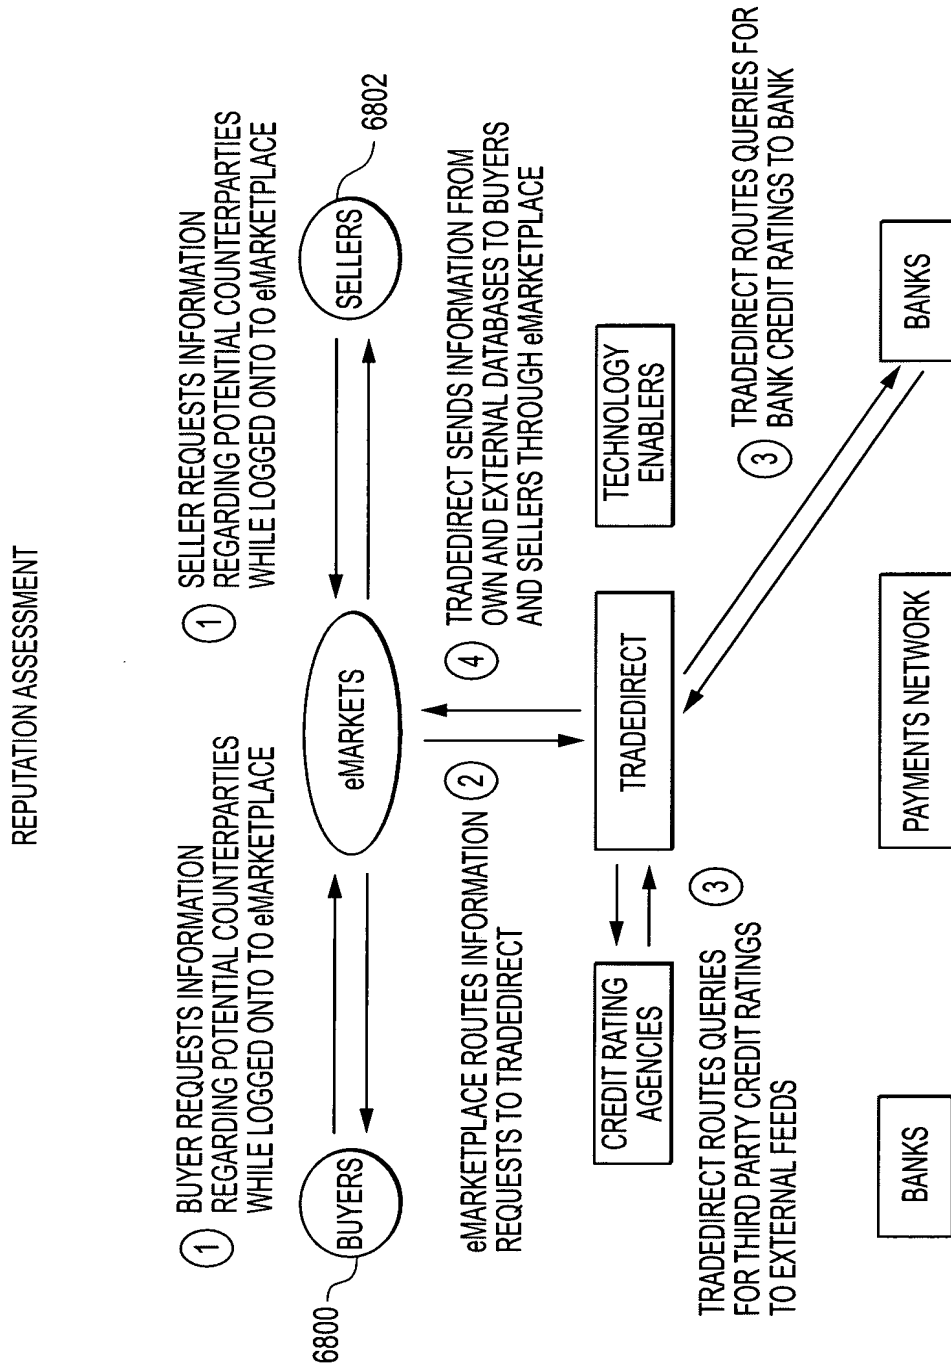 REPUTATION ASSESSMENT
1
BUYER REQUESTS INFORMATION
REGARDING POTENTIAL COUNTERPARTIES
WHILE LOGGED ONTO TO eMARKETPLACE
1
SELLER REQUESTS INFORMATION
REGARDING POTENTIAL COUNTERPARTIES
WHILE LOGGED ONTO TO eMARKETPLACE
6800
BUYERS
eMARKETS
SELLERS
6802
eMARKETPLACE ROUTES INFORMATION
REQUESTS TO TRADEDIRECT
2
4
TRADEDIRECT SENDS INFORMATION FROM
OWN AND EXTERNAL DATABASES TO BUYERS
AND SELLERS THROUGH eMARKETPLACE
CREDIT RATING
AGENCIES
TRADEDIRECT
TECHNOLOGY
ENABLERS
TRADEDIRECT ROUTES QUERIES
FOR THIRD PARTY CREDIT RATINGS
TO EXTERNAL FEEDS
3
3
TRADEDIRECT ROUTES QUERIES FOR
BANK CREDIT RATINGS TO BANK
BANKS
PAYMENTS NETWORK
BANKS